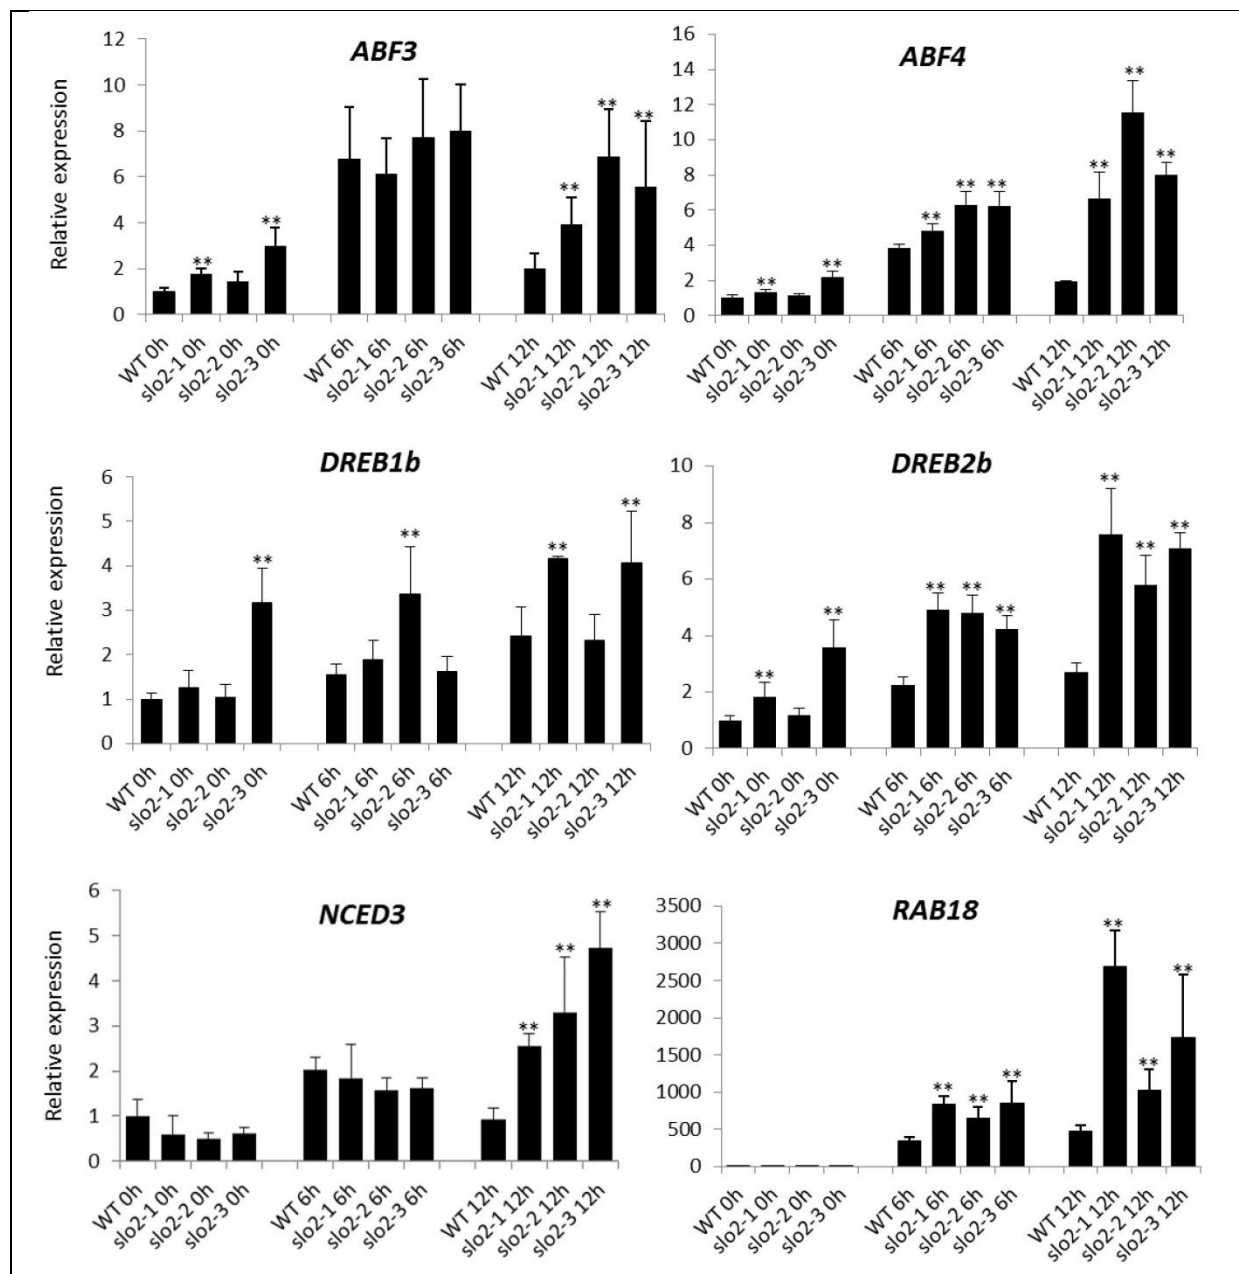 ABF3
Relative expression
12
10
8
6
4
2
0
** ** ** ** **
WT 0h slo2-1 0h slo2-2 0h slo2-3 0h WT 6h slo2-1 6h slo2-2 6h slo2-3 6h WT 12h slo2-1 12h slo2-2 12h slo2-3 12h
ABF4
16
14
12
10
8
6
4
2
0
** ** ** ** ** ** ** **
WT 0h slo2-1 0h slo2-2 0h slo2-3 0h WT 6h slo2-1 6h slo2-2 6h slo2-3 6h WT 12h slo2-1 12h slo2-2 12h slo2-3 12h
DREB1b
Relative expression
6
5
4
3
2
1
0
** ** ** **
WT 0h slo2-1 0h slo2-2 0h slo2-3 0h WT 6h slo2-1 6h slo2-2 6h slo2-3 6h WT 12h slo2-1 12h slo2-2 12h slo2-3 12h
DREB2b
10
8
6
4
2
0
** ** ** ** ** ** ** **
WT 0h slo2-1 0h slo2-2 0h slo2-3 0h WT 6h slo2-1 6h slo2-2 6h slo2-3 6h WT 12h slo2-1 12h slo2-2 12h slo2-3 12h
NCED3
Relative expression
6
5
4
3
2
1
0
** ** **
WT 0h slo2-1 0h slo2-2 0h slo2-3 0h WT 6h slo2-1 6h slo2-2 6h slo2-3 6h WT 12h slo2-1 12h slo2-2 12h slo2-3 12h
RAB18
3500
3000
2500
2000
1500
1000
500
0
** ** ** ** ** **
WT 0h slo2-1 0h slo2-2 0h slo2-3 0h WT 6h slo2-1 6h slo2-2 6h slo2-3 6h WT 12h slo2-1 12h slo2-2 12h slo2-3 12h